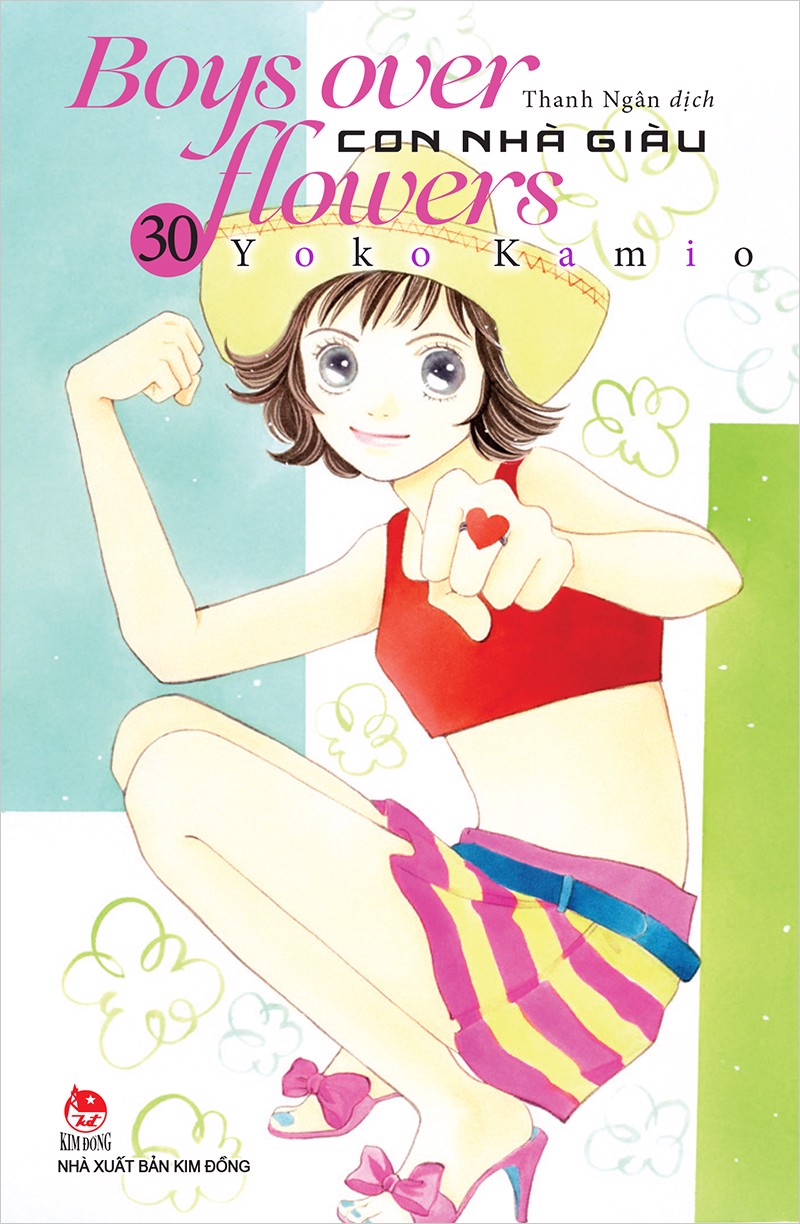 Boys over
Thanh Ngân dịch
CON NHÀ GIÀU
flowers
30
Yoko Kamio
KIM ĐỒNG
NHÀ XUẤT BẢN KIM ĐỒNG